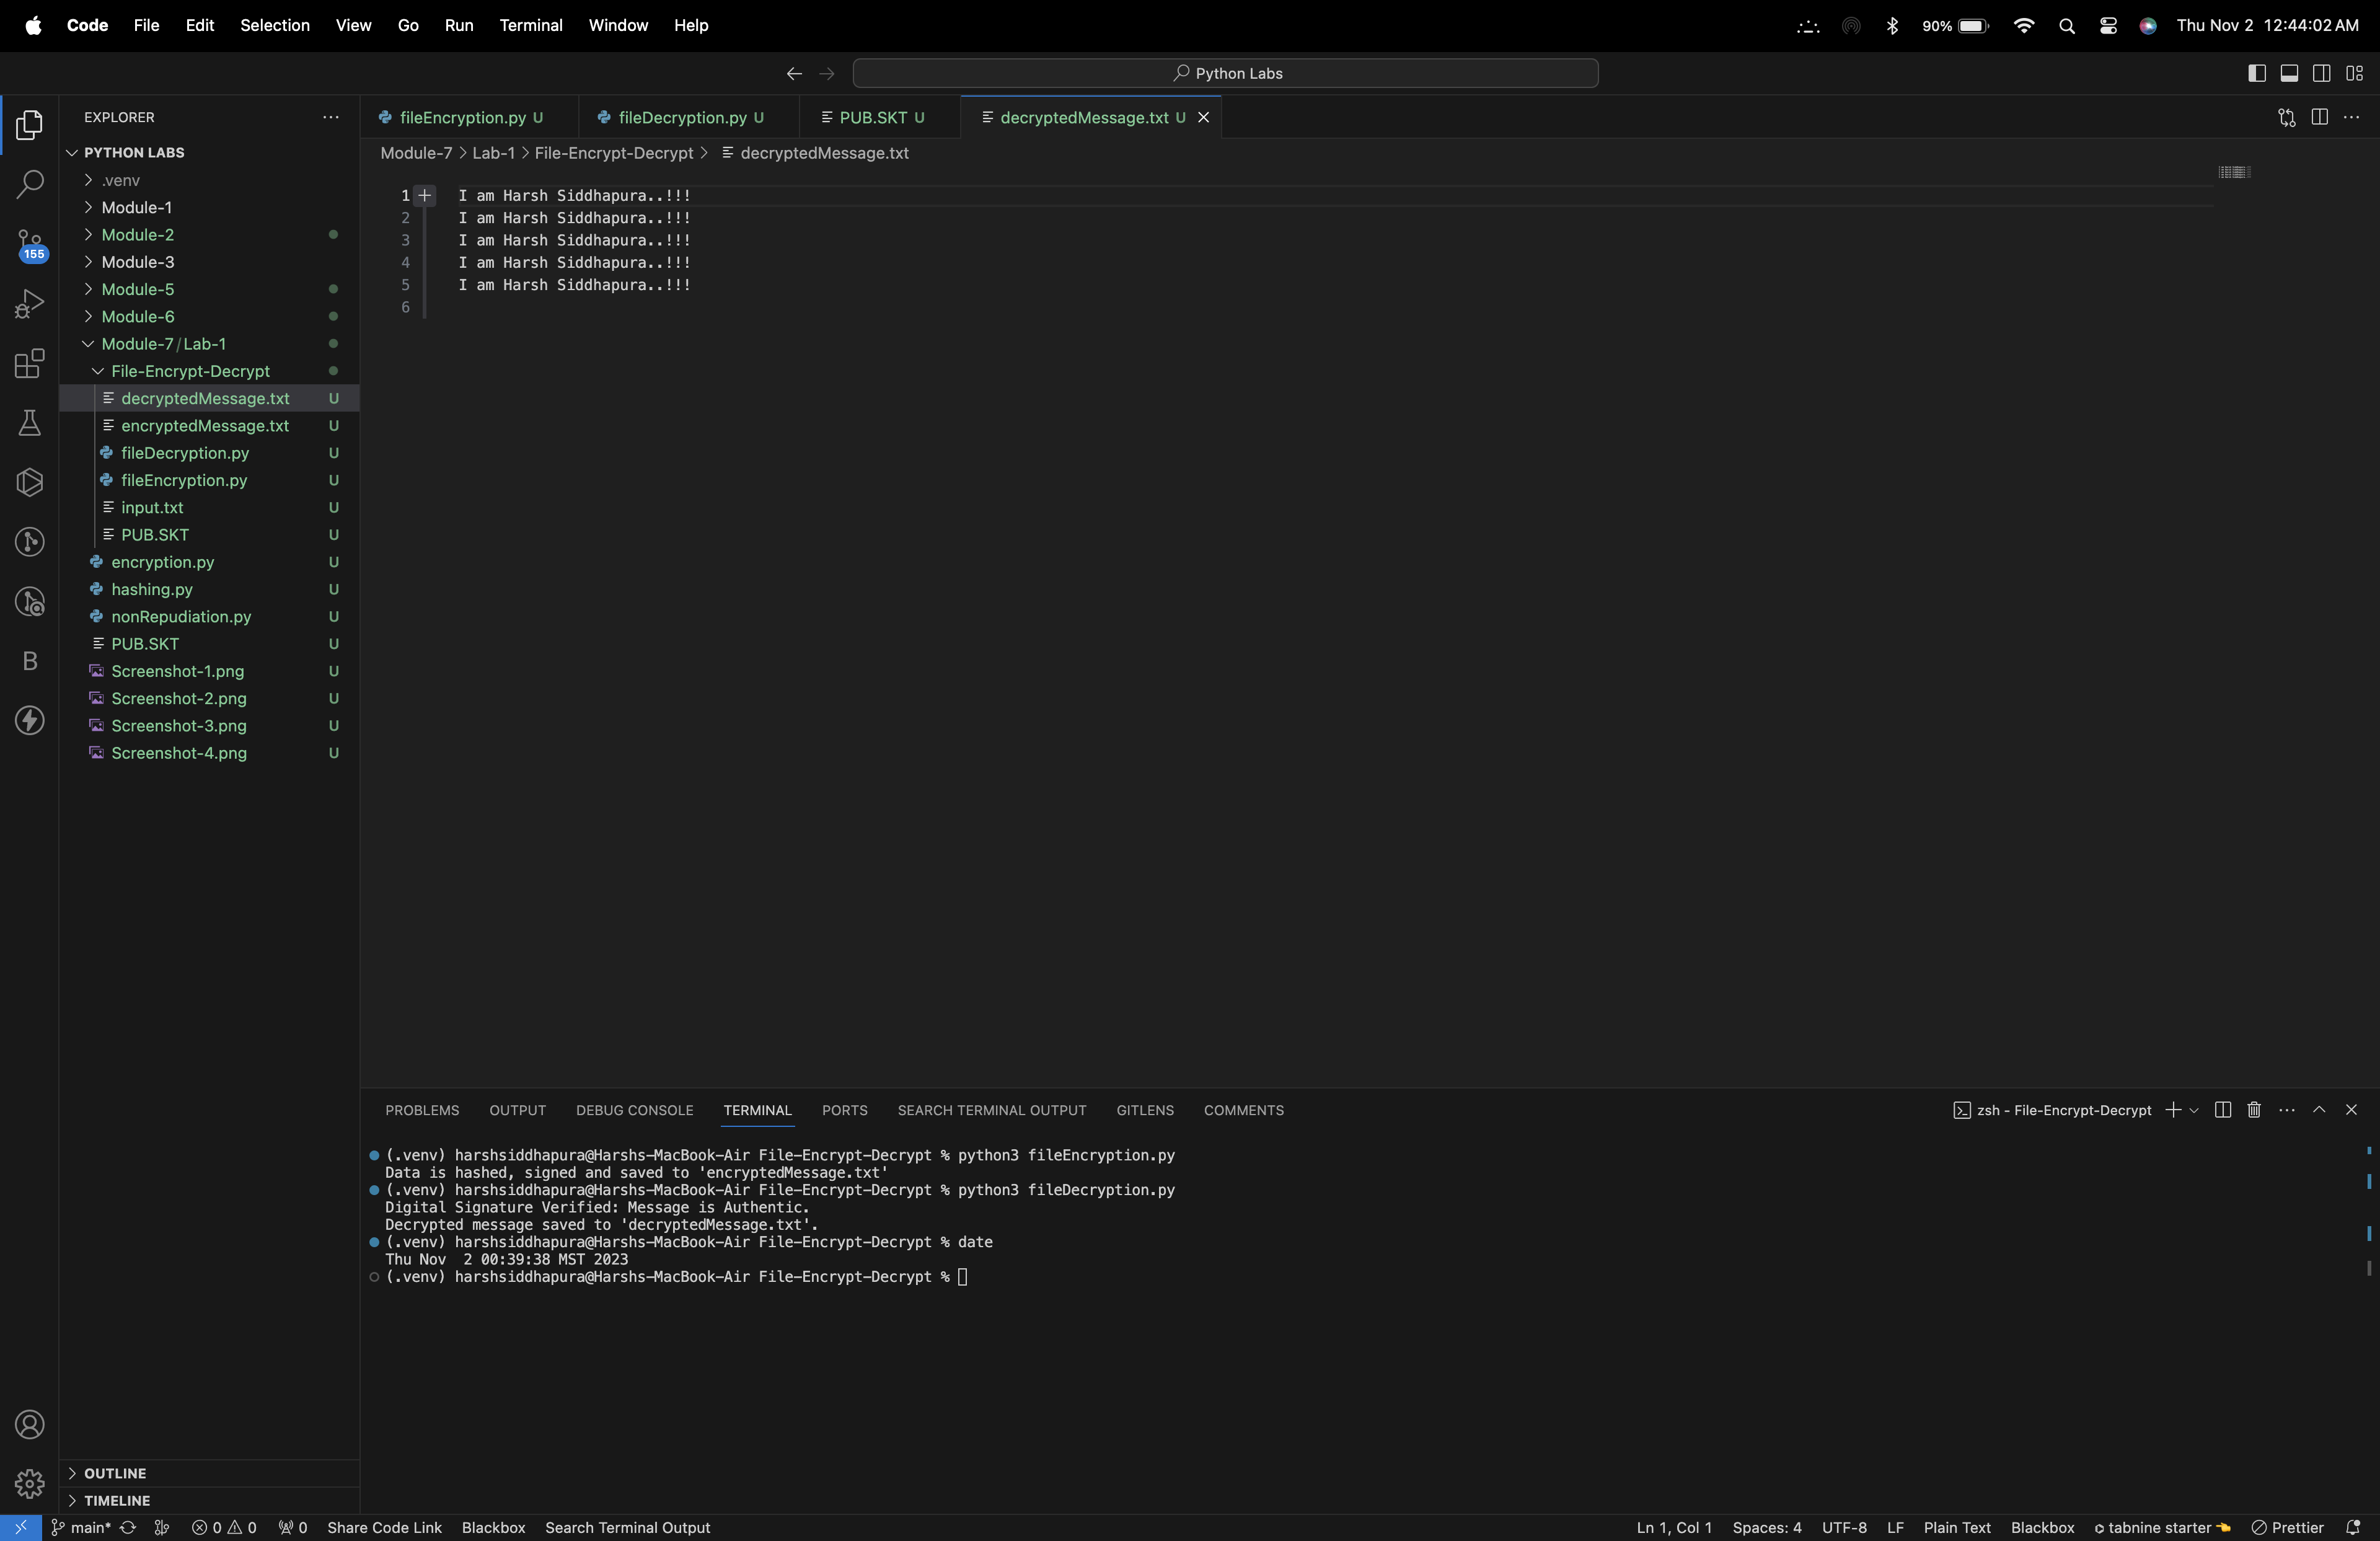 Code File Edit Selection View Go Run Terminal Window Help 90% Thu Nov 2 12:44:02 AM
Python Labs
EXPLORER
PYTHON LABS
.venv
Module-1
Module-2
Module-3
Module-5
Module-6
Module-7/Lab-1
File-Encrypt-Decrypt
decryptedMessage.txt U
encryptedMessage.txt U
fileDecryption.py U
fileEncryption.py U
input.txt U
PUB.SKT U
encryption.py U
hashing.py U
nonRepudiation.py U
PUB.SKT U
Screenshot-1.png U
Screenshot-2.png U
Screenshot-3.png U
Screenshot-4.png U
OUTLINE
TIMELINE
155
B
fileEncryption.py U fileDecryption.py U PUB.SKT U decryptedMessage.txt U
Module-7 > Lab-1 > File-Encrypt-Decrypt > decryptedMessage.txt
1 I am Harsh Siddhapura..!!!
2 I am Harsh Siddhapura..!!!
3 I am Harsh Siddhapura..!!!
4 I am Harsh Siddhapura..!!!
5 I am Harsh Siddhapura..!!!
6
PROBLEMS OUTPUT DEBUG CONSOLE TERMINAL PORTS SEARCH TERMINAL OUTPUT GITLENS COMMENTS zsh - File-Encrypt-Decrypt
(.venv) harshsiddhapura@Harshs-MacBook-Air File-Encrypt-Decrypt % python3 fileEncryption.py
Data is hashed, signed and saved to 'encryptedMessage.txt'
(.venv) harshsiddhapura@Harshs-MacBook-Air File-Encrypt-Decrypt % python3 fileDecryption.py
Digital Signature Verified: Message is Authentic.
Decrypted message saved to 'decryptedMessage.txt'.
(.venv) harshsiddhapura@Harshs-MacBook-Air File-Encrypt-Decrypt % date
Thu Nov  2 00:39:38 MST 2023
(.venv) harshsiddhapura@Harshs-MacBook-Air File-Encrypt-Decrypt %
main* 0 0 0 Share Code Link Blackbox Search Terminal Output Ln 1, Col 1 Spaces: 4 UTF-8 LF Plain Text Blackbox tabnine starter Prettier